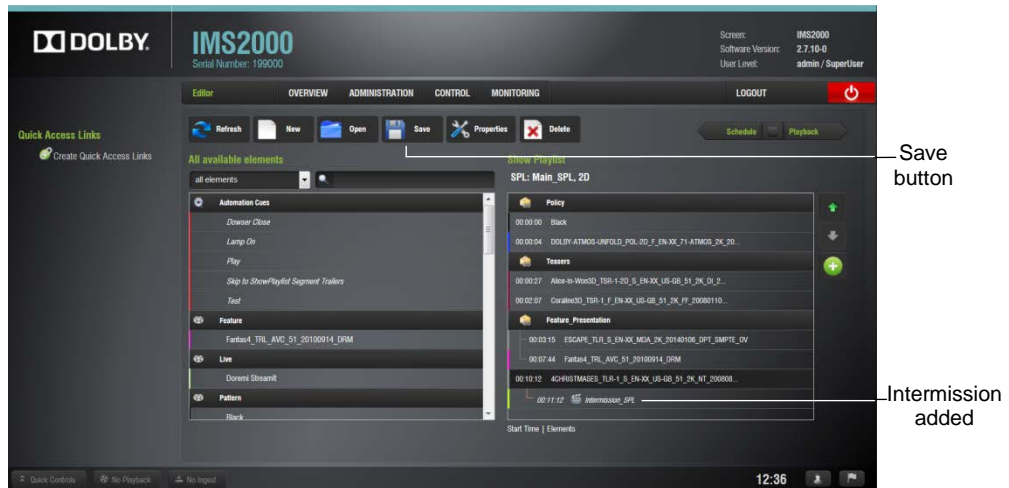 DOLBY.
IMS2000
Serial Number: 199000
Screen: IMS2000
Software Version: 2.7.10-0
User Level: admin / SuperUser
Editor OVERVIEW ADMINISTRATION CONTROL MONITORING LOGOUT
Quick Access Links
Create Quick Access Links
Refresh New Open Save Properties Delete
Schedule Playback
Save button
All available elements
all elements
Automation Cues
Dowser Close
Lamp On
Play
Skip to ShowPlaylist Segment Trailers
Test
Feature
Fantas4_TRL_AVC_51_20100914_DRM
Live
Doremi Streamit
Pattern
Black
Show Playlist
SPL: Main_SPL, 2D
Policy
00:00:00 Black
00:00:04 DOLBY-ATMOS-UNFOLD_POL-2D_F_EN-XX_71-ATMOS_2K_20...
Teasers
00:00:27 Alice-In-Won3D_TSR-1-2D_S_EN-XX_US-GB_51_2K_DI_2...
00:02:07 Coraline3D_TSR-1_F_EN-XX_US-GB_51_2K_FF_20080110...
Feature_Presentation
00:03:15 ESCAPE_TLR_S_EN-XX_MDA_2K_20140106_DPT_SMPTE_OV
00:07:44 Fantas4_TRL_AVC_51_20100914_DRM
00:10:12 4CHRISTMASES_TLR-1_S_EN-XX_US-GB_51_2K_NT_200808...
00:11:12 Intermission_SPL
Intermission added
Start Time | Elements
Quick Controls No Playback No Ingest 12:36